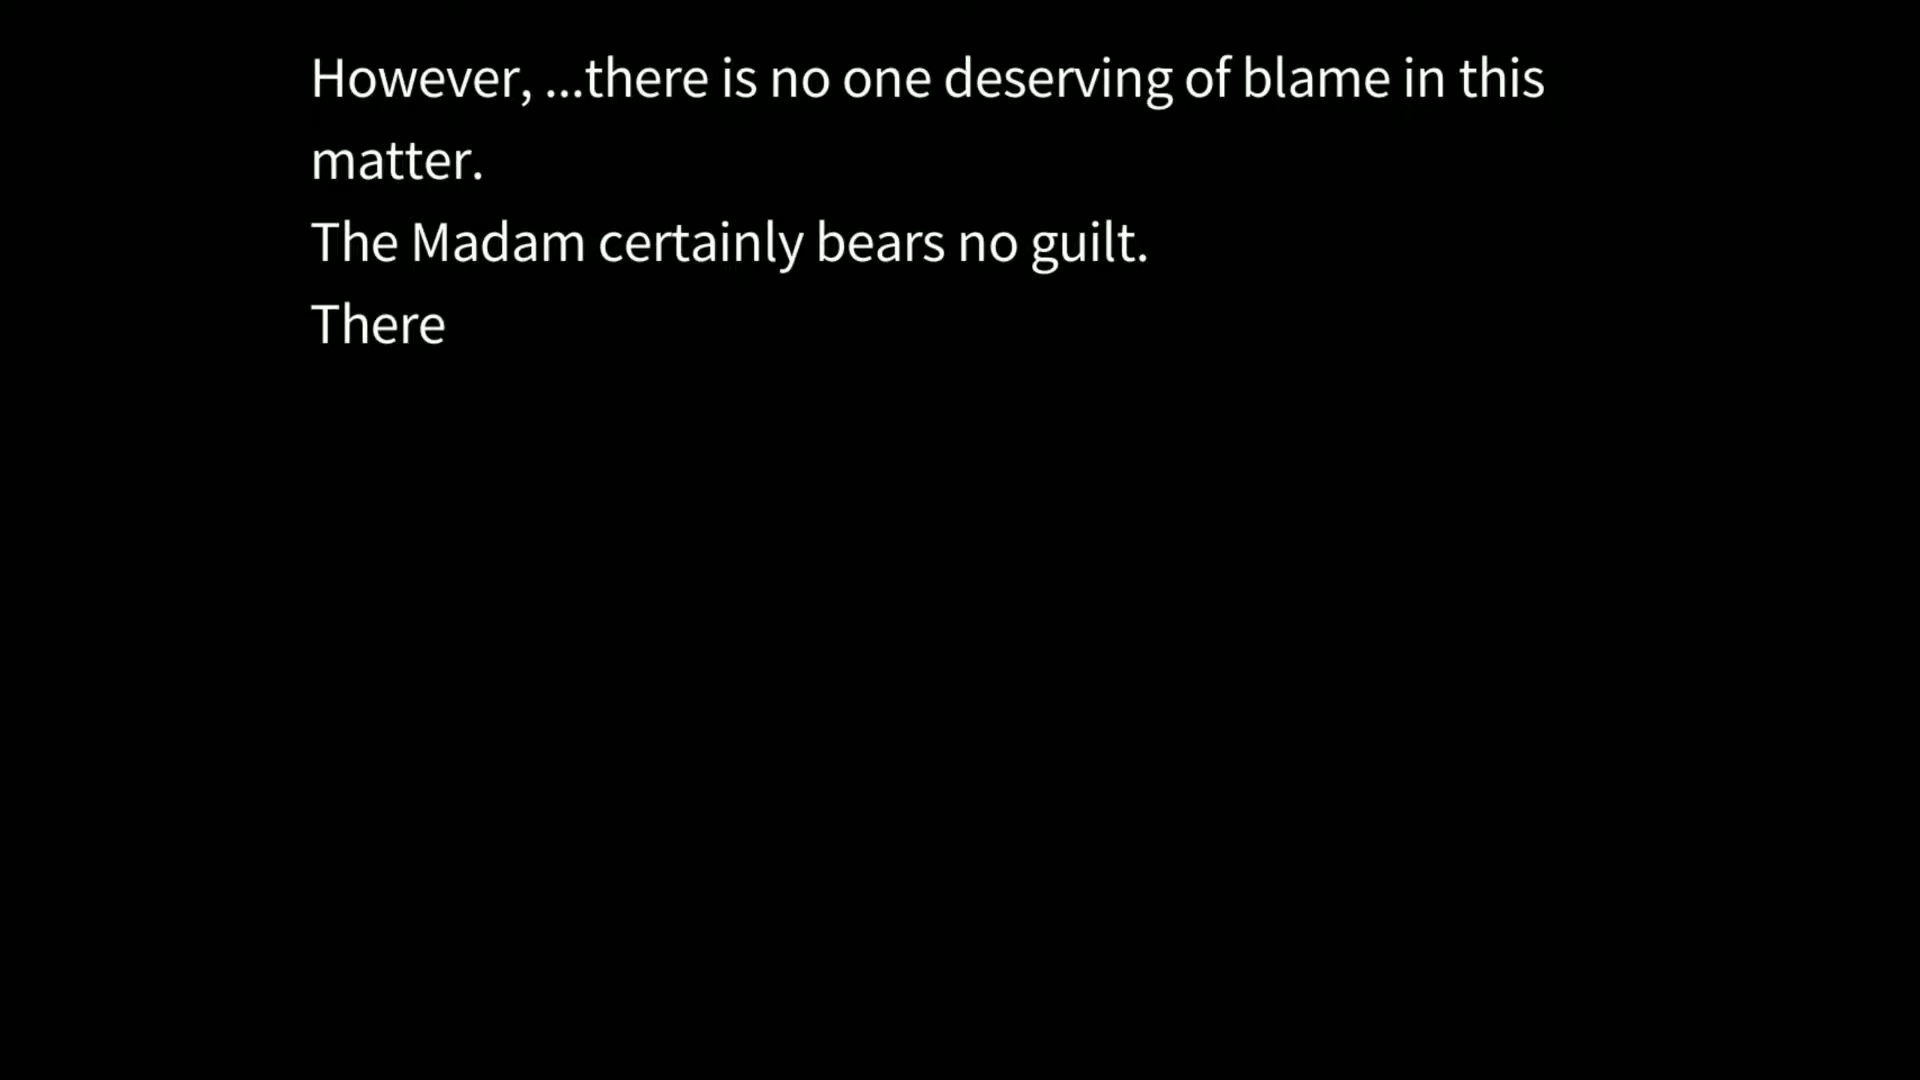 However, ...there is no one deserving of blame in this
matter.
The Madam certainly bears no guilt.
There